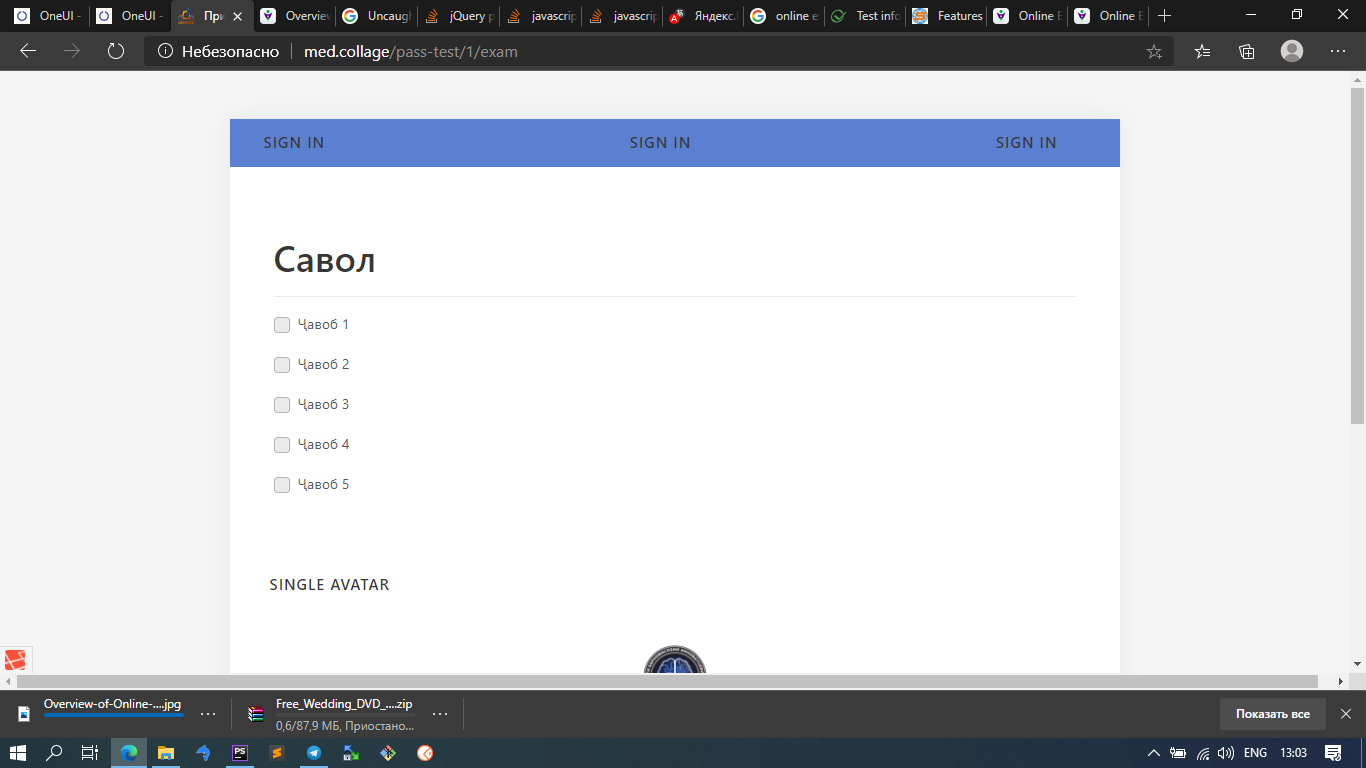 OneUI -
OneUI -
При
Overview
Uncaugh
jQuery p
javascrip
javascrip
Яндекс.
online e
Test info
Features
Online E
Online E
Небезопасно
med.collage/pass-test/1/exam
SIGN IN SIGN IN SIGN IN
Савол
Ҷавоб 1
Ҷавоб 2
Ҷавоб 3
Ҷавоб 4
Ҷавоб 5
SINGLE AVATAR
Overview-of-Online-....jpg
Free_Wedding_DVD_....zip
0,6/87,9 МБ, Приостано...
Показать все
PS
ENG 13:03